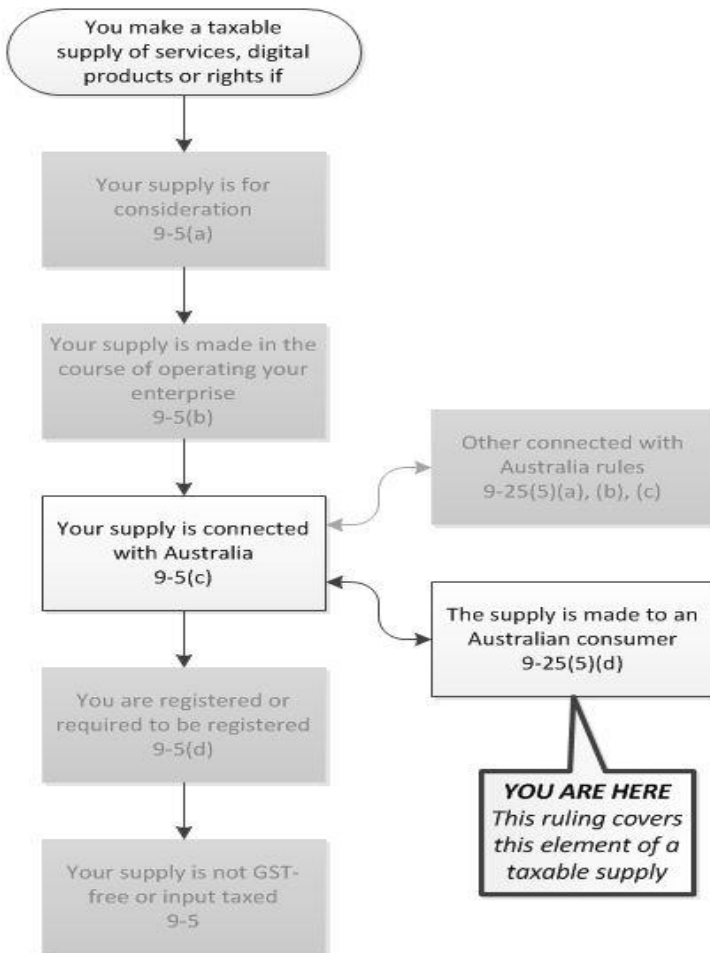 You make a taxable
supply of services, digital
products or rights if
Your supply is for
consideration
9-5(a)
Your supply is made in the
course of operating your
enterprise
9-5(b)
Other connected with
Australia rules
9-25(5)(a), (b), (c)
Your supply is connected
with Australia
9-5(c)
The supply is made to an
Australian consumer
9-25(5)(d)
You are registered or
required to be registered
9-5(d)
YOU ARE HERE
This ruling covers
this element of a
taxable supply
Your supply is not GST-
free or input taxed
9-5